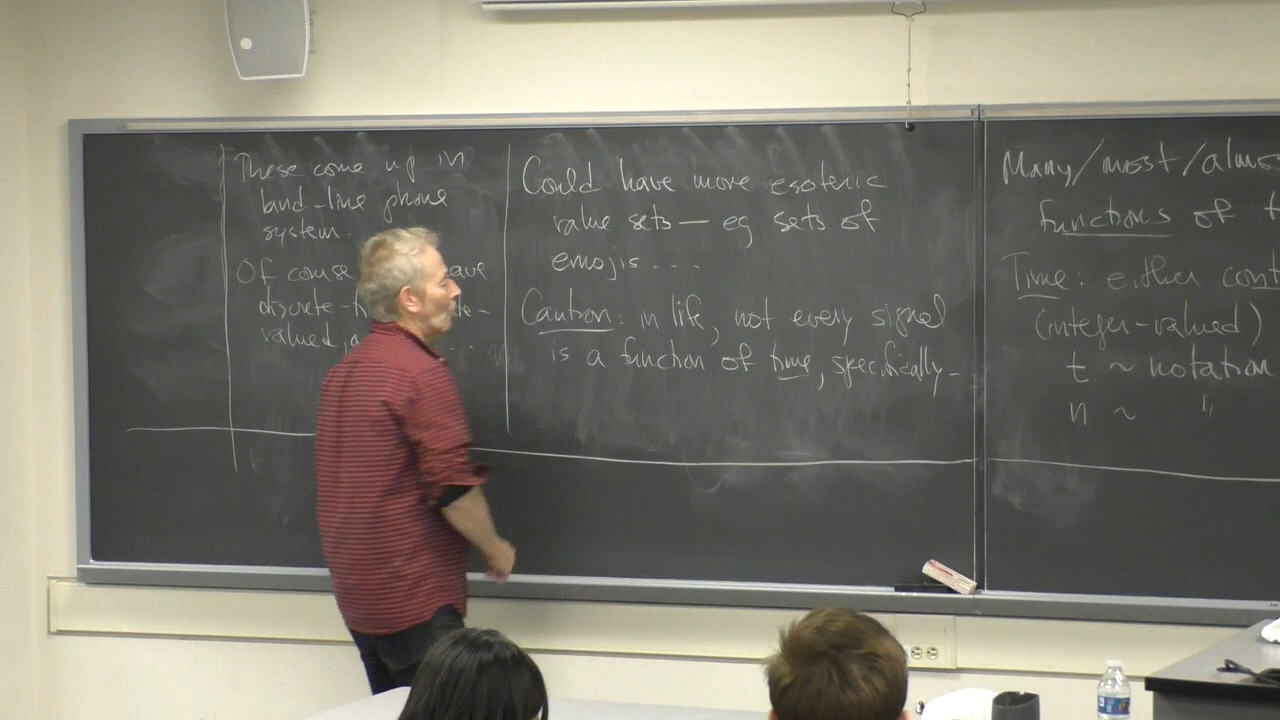 These come up in
land-line phone
system.
Of course
discrete-
valued,
Could have more esoteric
value sets — eg sets of
emojis ....
Caution: in life, not every signal
is a function of time, specifically -
Many/most/almos
functions of t
Time: either cont
(integer-valued)
t ~ notation
n ~ "